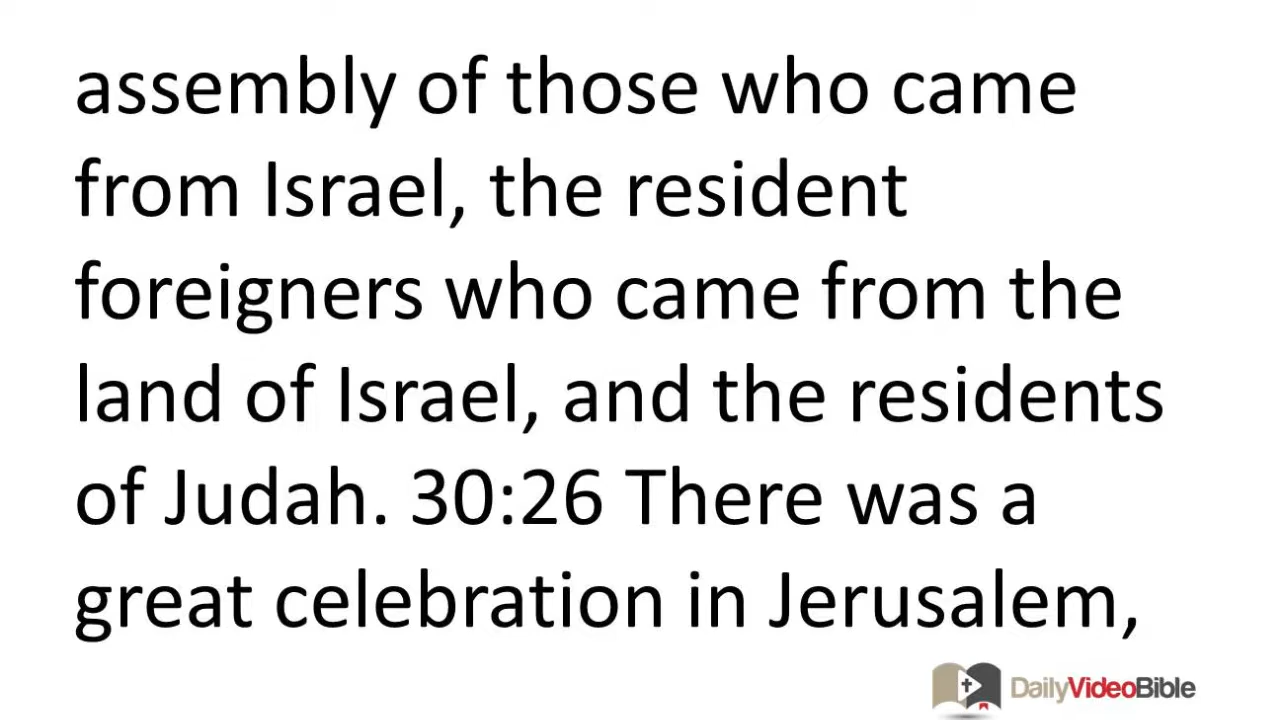 assembly of those who came
from Israel, the resident
foreigners who came from the
land of Israel, and the residents
of Judah. 30:26 There was a
great celebration in Jerusalem,
DailyVideoBible